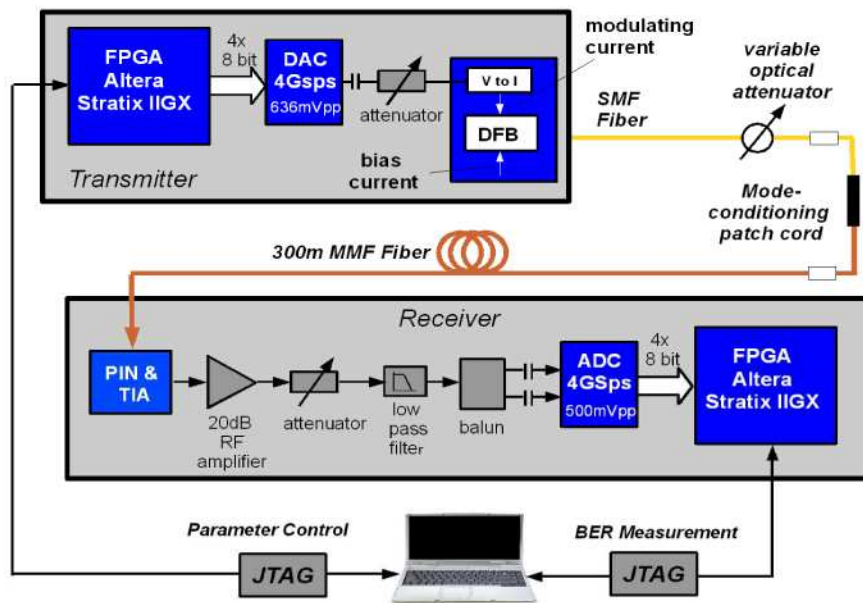 FPGA
Altera
Stratix IIGX
4x
8 bit
DAC
4Gsps
636mVpp
attenuator
V to I
DFB
bias
current
modulating
current
Transmitter
SMF
Fiber
variable
optical
attenuator
Mode-
conditioning
patch cord
300m MMF Fiber
Receiver
PIN &
TIA
20dB
RF
amplifier
attenuator
low
pass
filter
balun
ADC
4GSps
500mVpp
4x
8 bit
FPGA
Altera
Stratix IIGX
Parameter Control
JTAG
BER Measurement
JTAG